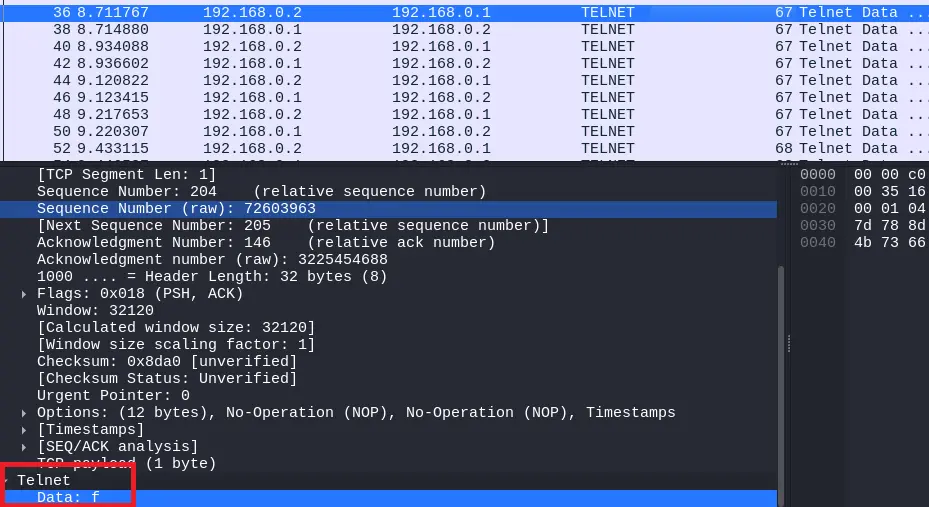 36 8.711767 192.168.0.2 192.168.0.1 TELNET 67 Telnet Data ...
38 8.714880 192.168.0.1 192.168.0.2 TELNET 67 Telnet Data ...
40 8.934088 192.168.0.2 192.168.0.1 TELNET 67 Telnet Data ...
42 8.936602 192.168.0.1 192.168.0.2 TELNET 67 Telnet Data ...
44 9.120822 192.168.0.2 192.168.0.1 TELNET 67 Telnet Data ...
46 9.123415 192.168.0.1 192.168.0.2 TELNET 67 Telnet Data ...
48 9.217653 192.168.0.2 192.168.0.1 TELNET 67 Telnet Data ...
50 9.220307 192.168.0.1 192.168.0.2 TELNET 67 Telnet Data ...
52 9.433115 192.168.0.2 192.168.0.1 TELNET 68 Telnet Data ...
[TCP Segment Len: 1]
Sequence Number: 204 (relative sequence number)
Sequence Number (raw): 72603963
[Next Sequence Number: 205 (relative sequence number)]
Acknowledgment Number: 146 (relative ack number)
Acknowledgment number (raw): 3225454688
1000 .... = Header Length: 32 bytes (8)
Flags: 0x018 (PSH, ACK)
Window: 32120
[Calculated window size: 32120]
[Window size scaling factor: 1]
Checksum: 0x8da0 [unverified]
[Checksum Status: Unverified]
Urgent Pointer: 0
Options: (12 bytes), No-Operation (NOP), No-Operation (NOP), Timestamps
[Timestamps]
[SEQ/ACK analysis]
TCP payload (1 byte)
Telnet
Data: f
0000 00 00 c0
0010 00 35 16
0020 00 01 04
0030 7d 78 8d
0040 4b 73 66